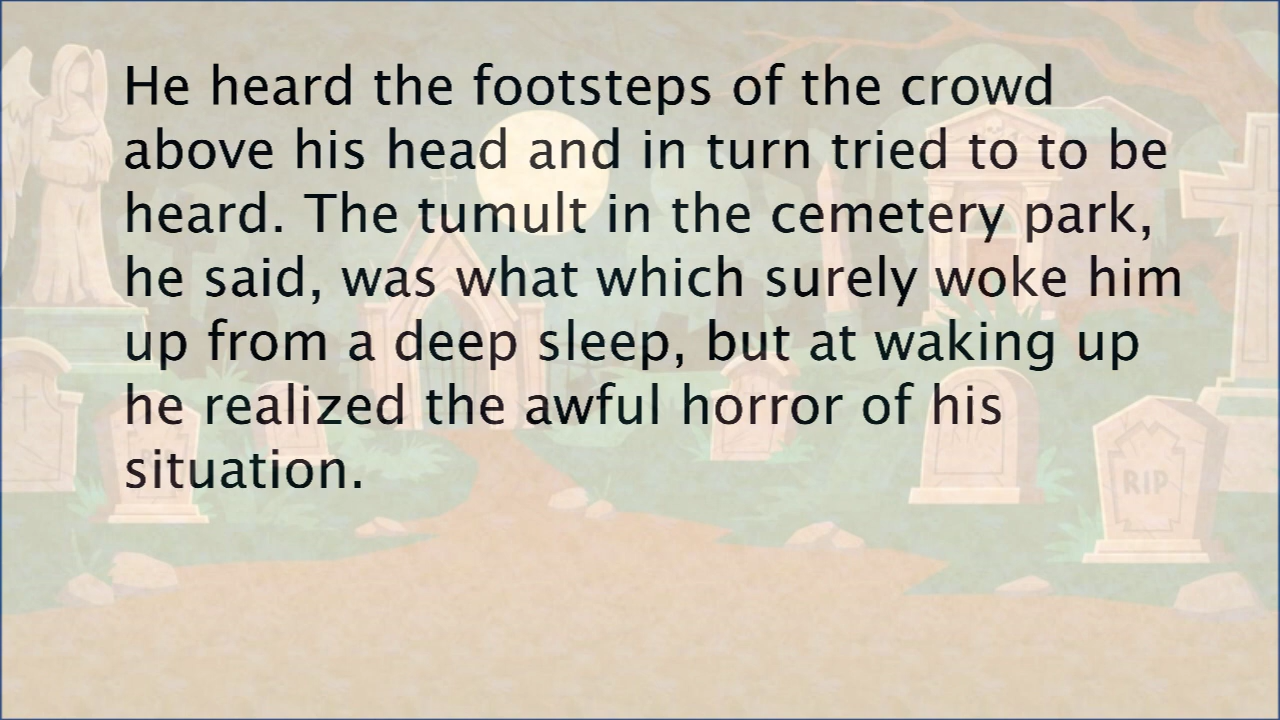 He heard the footsteps of the crowd
above his head and in turn tried to to be
heard. The tumult in the cemetery park,
he said, was what which surely woke him
up from a deep sleep, but at waking up
he realized the awful horror of his
situation.
RIP